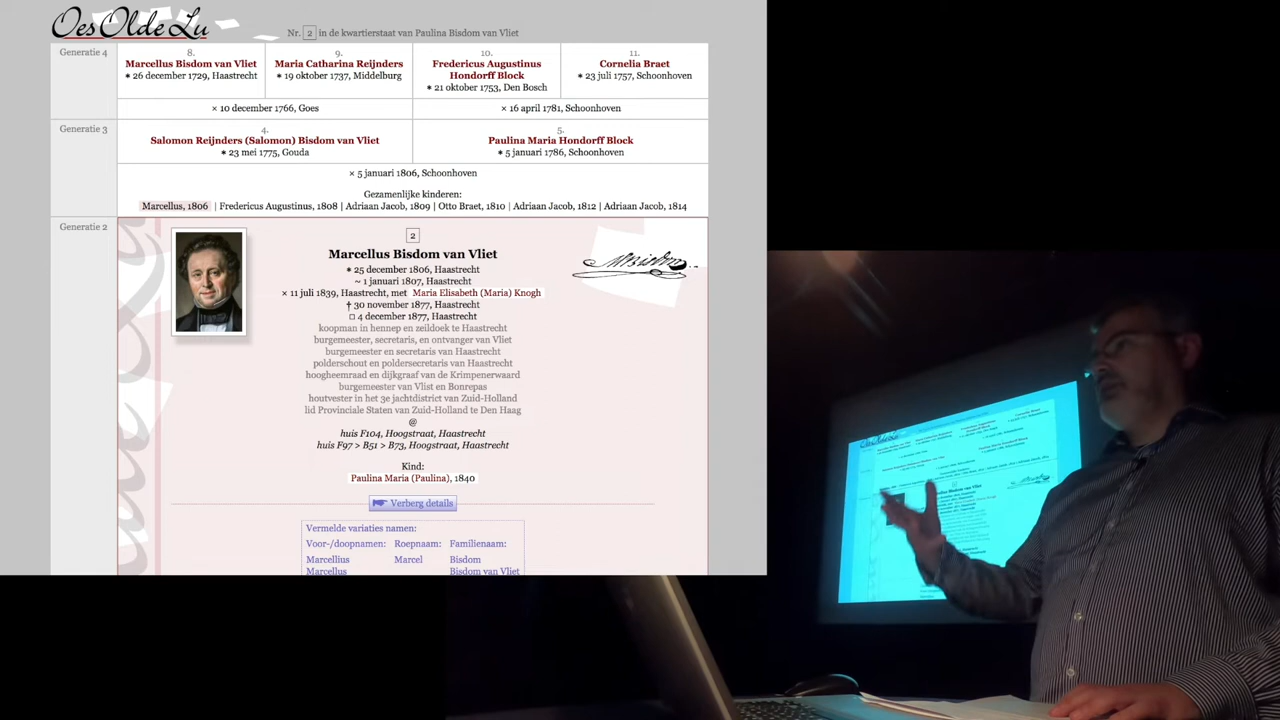 OesOldeLu
Nr. 2 in de kwartierstaat van Paulina Bisdom van Vliet
Generatie 4
8.
Marcellus Bisdom van Vliet
✶ 26 december 1729, Haastrecht
9.
Maria Catharina Reijnders
✶ 19 oktober 1737, Middelburg
10.
Fredericus Augustinus
Hondorff Block
✶ 21 oktober 1753, Den Bosch
11.
Cornelia Braet
✶ 23 juli 1757, Schoonhoven
× 10 december 1766, Goes
× 16 april 1781, Schoonhoven
Generatie 3
4.
Salomon Reijnders (Salomon) Bisdom van Vliet
✶ 23 mei 1775, Gouda
5.
Paulina Maria Hondorff Block
✶ 5 januari 1786, Schoonhoven
× 5 januari 1806, Schoonhoven
Gezamenlijke kinderen:
Marcellus, 1806 | Fredericus Augustinus, 1808 | Adriaan Jacob, 1809 | Otto Braet, 1810 | Adriaan Jacob, 1812 | Adriaan Jacob, 1814
Generatie 2
2
Marcellus Bisdom van Vliet
✶ 25 december 1806, Haastrecht
~ 1 januari 1807, Haastrecht
× 11 juli 1839, Haastrecht, met Maria Elisabeth (Maria) Knogh
† 30 november 1877, Haastrecht
□ 4 december 1877, Haastrecht
koopman in hennep en zeildoek te Haastrecht
burgemeester, secretaris, en ontvanger van Vliet
burgemeester en secretaris van Haastrecht
polderschout en poldersecretaris van Haastrecht
hoogheemraad en dijkgraaf van de Krimpenerwaard
burgemeester van Vlist en Bonrepas
houtvester in het 3e jachtdistrict van Zuid-Holland
lid Provinciale Staten van Zuid-Holland te Den Haag
@
huis F104, Hoogstraat, Haastrecht
huis F97 > B51 > B73, Hoogstraat, Haastrecht
Kind:
Paulina Maria (Paulina), 1840
Verberg details
Vermelde variaties namen:
Voor-/doopnamen: Roepnaam: Familienaam:
Marcellius Marcel Bisdom
Marcellus Bisdom van Vliet
MBisdom
OesOldeLu